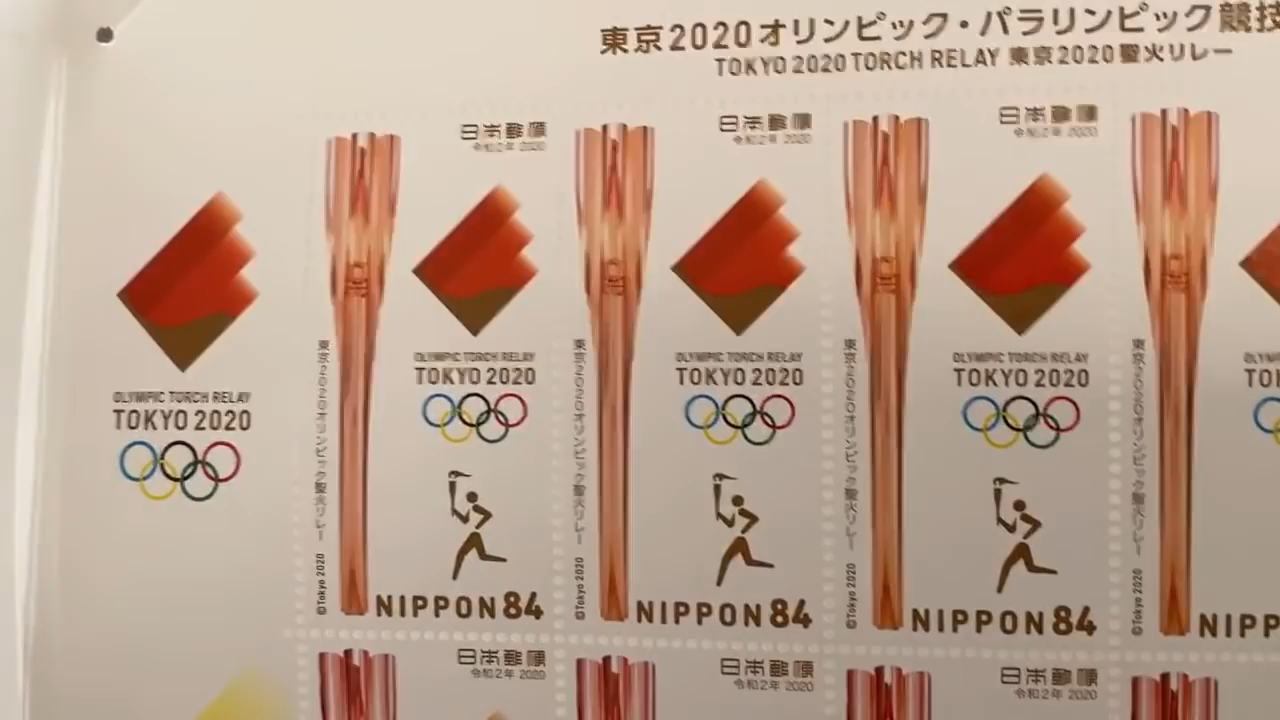 東京2020オリンピック・パラリンピック競技
TOKYO 2020 TORCH RELAY 東京2020聖火リレー
OLYMPIC TORCH RELAY
TOKYO 2020
日本郵便
令和2年 2020
OLYMPIC TORCH RELAY
TOKYO 2020
東京2020オリンピック聖火リレー
©Tokyo 2020
NIPPON 84
日本郵便
令和2年 2020
OLYMPIC TORCH RELAY
TOKYO 2020
東京2020オリンピック聖火リレー
©Tokyo 2020
NIPPON 84
日本郵便
令和2年 2020
OLYMPIC TORCH RELAY
TOKYO 2020
東京2020オリンピック聖火リレー
©Tokyo 2020
NIPPON 84
東京2020オリンピック聖火リレー
©Tokyo 2020
日本郵便
令和2年 2020
日本郵便
令和2年 2020
日本郵便
令和2年 2020